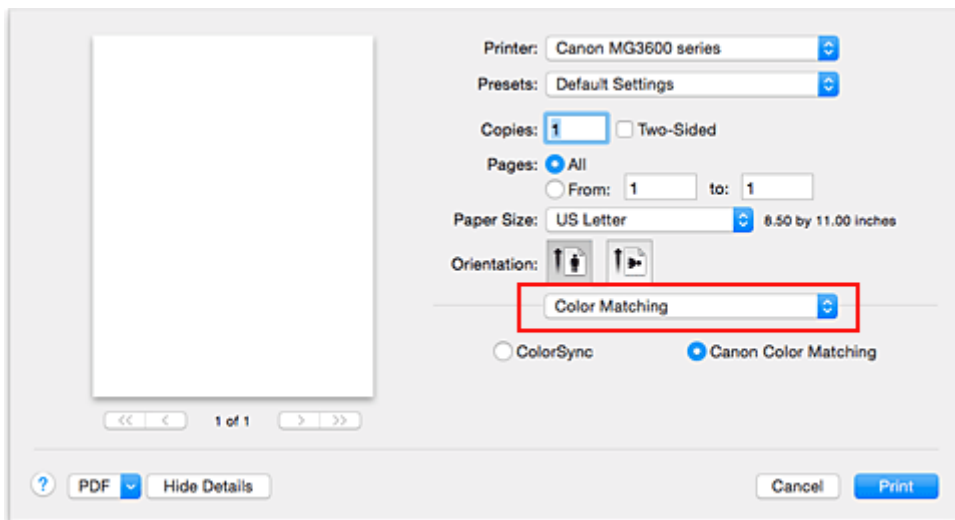 Printer: Canon MG3600 series
Presets: Default Settings
Copies: 1 Two-Sided
Pages: All
From: 1 to: 1
Paper Size: US Letter 8.50 by 11.00 inches
Orientation:
Color Matching
ColorSync Canon Color Matching
<< < 1 of 1 > >>
? PDF Hide Details Cancel Print